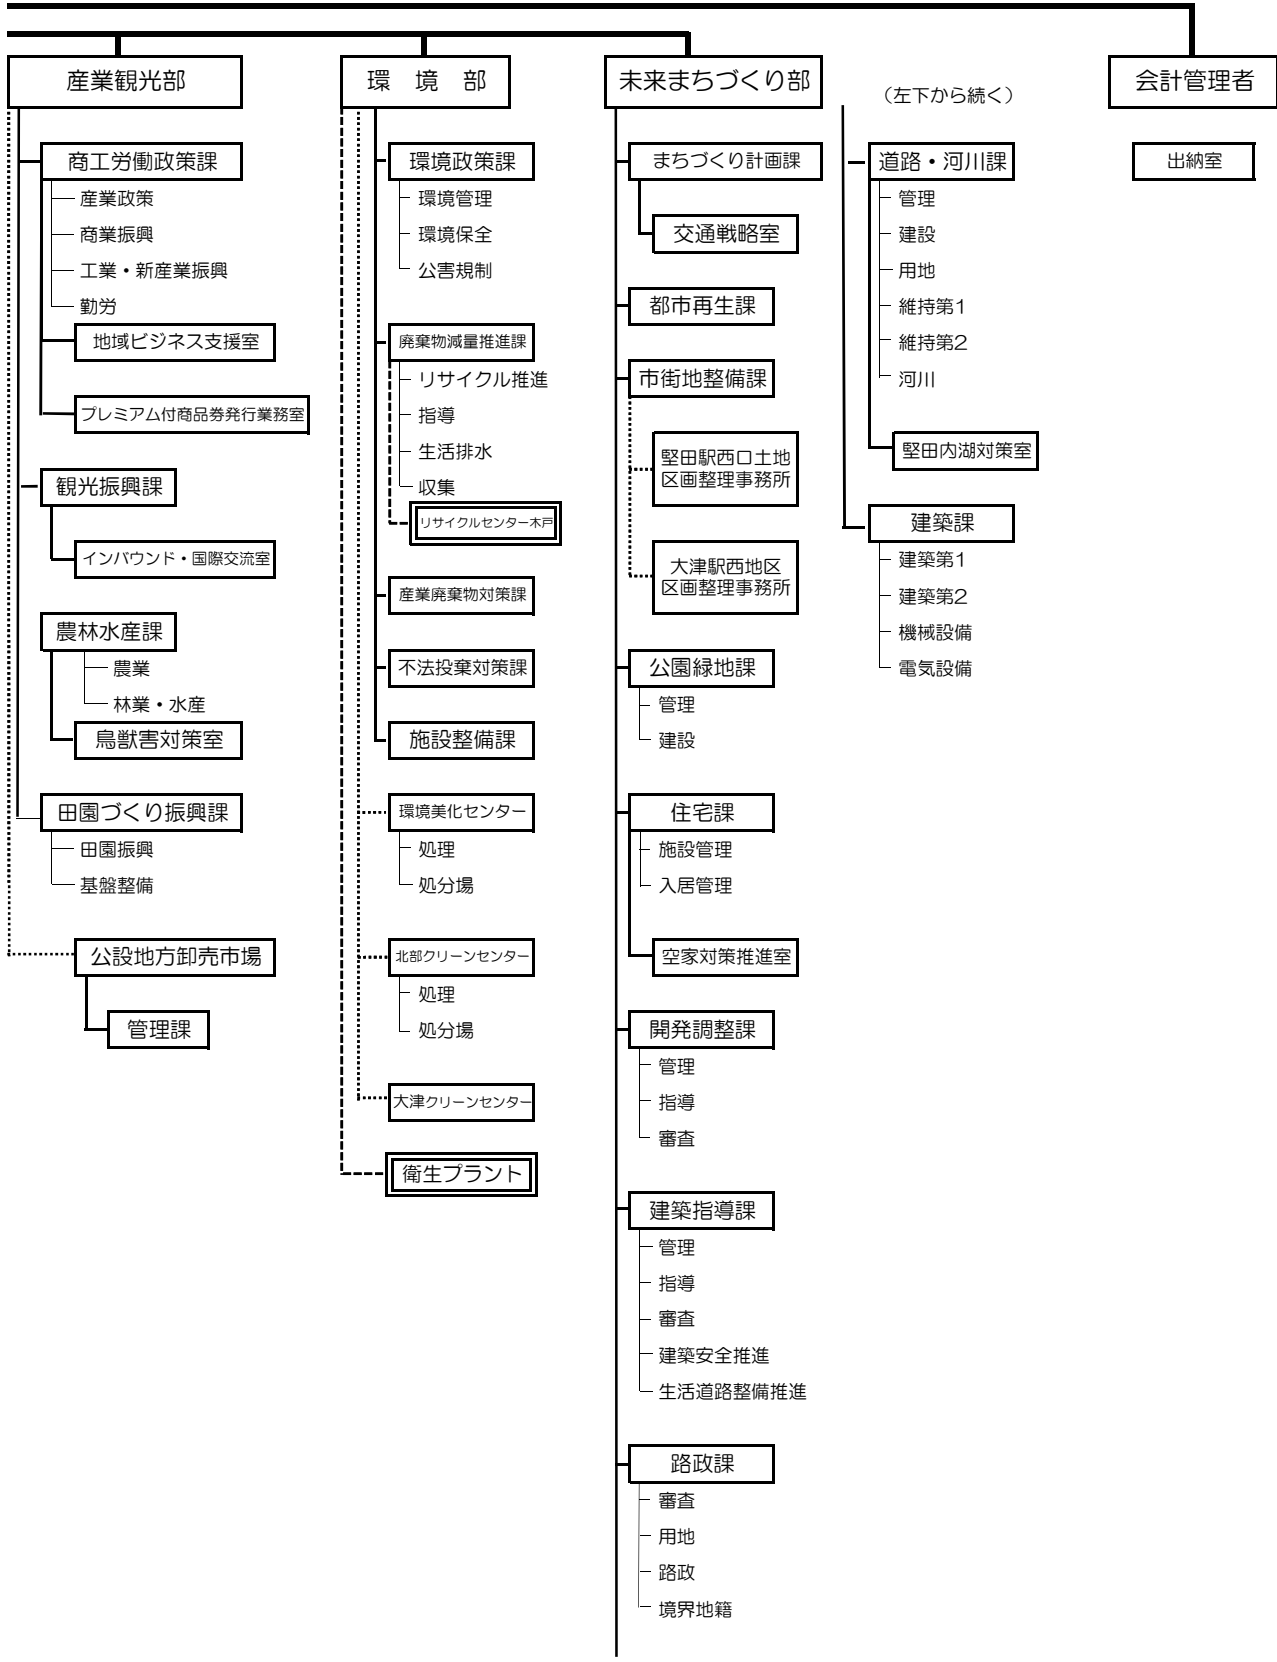 産業観光部
商工労働政策課
産業政策
商業振興
工業・新産業振興
勤労
地域ビジネス支援室
プレミアム付商品券発行業務室
観光振興課
インバウンド・国際交流室
農林水産課
農業
林業・水産
鳥獣害対策室
田園づくり振興課
田園振興
基盤整備
公設地方卸売市場
管理課
環　境　部
環境政策課
環境管理
環境保全
公害規制
廃棄物減量推進課
リサイクル推進
指導
生活排水
収集
リサイクルセンター木戸
産業廃棄物対策課
不法投棄対策課
施設整備課
環境美化センター
処理
処分場
北部クリーンセンター
処理
処分場
大津クリーンセンター
衛生プラント
未来まちづくり部
まちづくり計画課
交通戦略室
都市再生課
市街地整備課
堅田駅西口土地
区画整理事務所
大津駅西地区
区画整理事務所
公園緑地課
管理
建設
住宅課
施設管理
入居管理
空家対策推進室
開発調整課
管理
指導
審査
建築指導課
管理
指導
審査
建築安全推進
生活道路整備推進
路政課
審査
用地
路政
境界地籍
（左下から続く）
道路・河川課
管理
建設
用地
維持第1
維持第2
河川
堅田内湖対策室
建築課
建築第1
建築第2
機械設備
電気設備
会計管理者
出納室